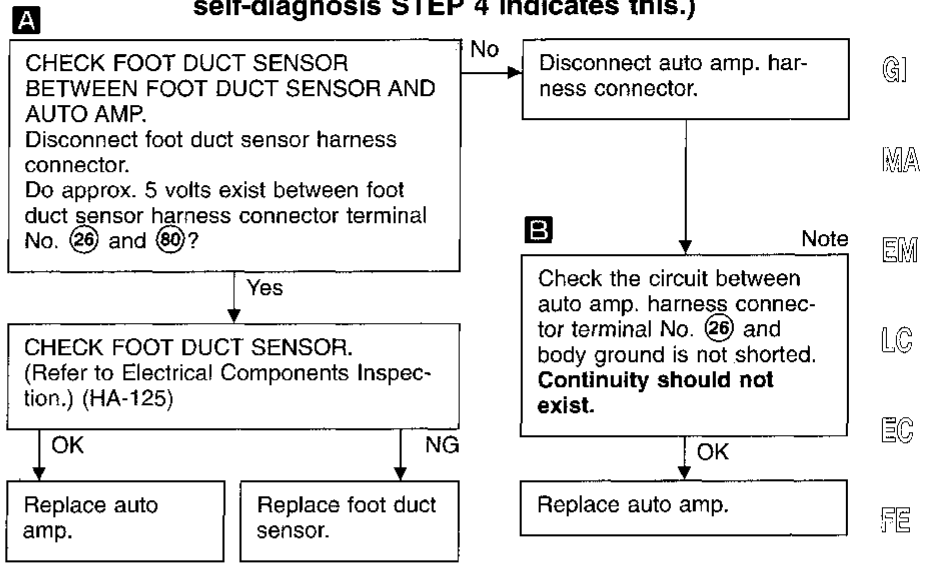 self-diagnosis STEP 4 indicates this.)
A
CHECK FOOT DUCT SENSOR
BETWEEN FOOT DUCT SENSOR AND
AUTO AMP.
Disconnect foot duct sensor harness
connector.
Do approx. 5 volts exist between foot
duct sensor harness connector terminal
No. 26 and 80?
No
Disconnect auto amp. har-
ness connector.
Yes
CHECK FOOT DUCT SENSOR.
(Refer to Electrical Components Inspec-
tion.) (HA-125)
OK
NG
Replace auto
amp.
Replace foot duct
sensor.
B
Note
Check the circuit between
auto amp. harness connec-
tor terminal No. 26 and
body ground is not shorted.
Continuity should not
exist.
OK
Replace auto amp.
GI
MA
EM
LC
EC
FE